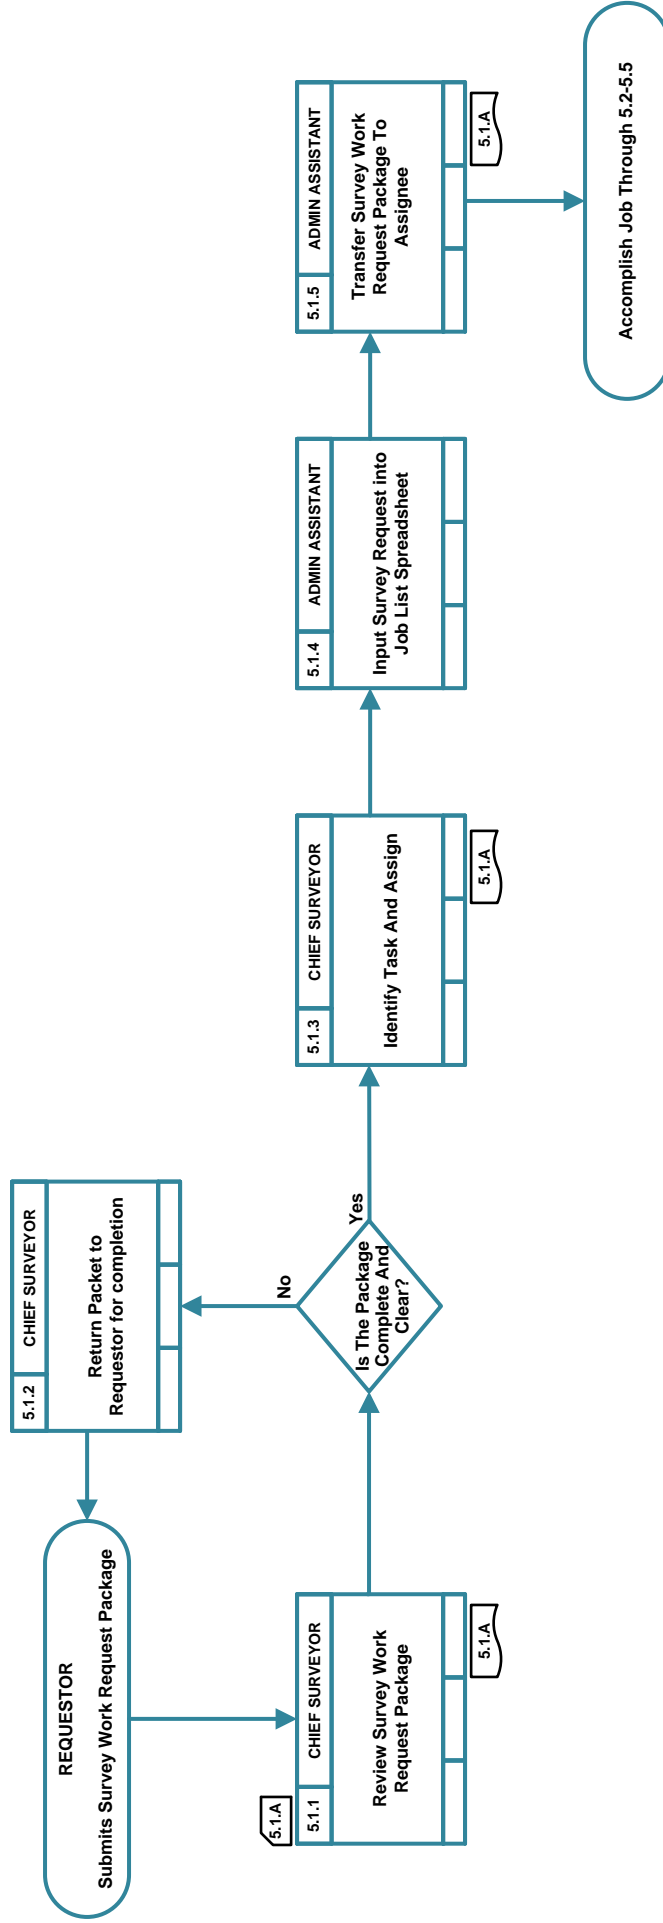 REQUESTOR
Submits Survey Work Request Package
5.1.A
5.1.1
CHIEF SURVEYOR
Review Survey Work
Request Package
5.1.A
Is The Package
Complete And
Clear?
No
Yes
5.1.2
CHIEF SURVEYOR
Return Packet to
Requestor for completion
5.1.3
CHIEF SURVEYOR
Identify Task And Assign
5.1.A
5.1.4
ADMIN ASSISTANT
Input Survey Request into
Job List Spreadsheet
5.1.5
ADMIN ASSISTANT
Transfer Survey Work
Request Package To
Assignee
5.1.A
Accomplish Job Through 5.2-5.5